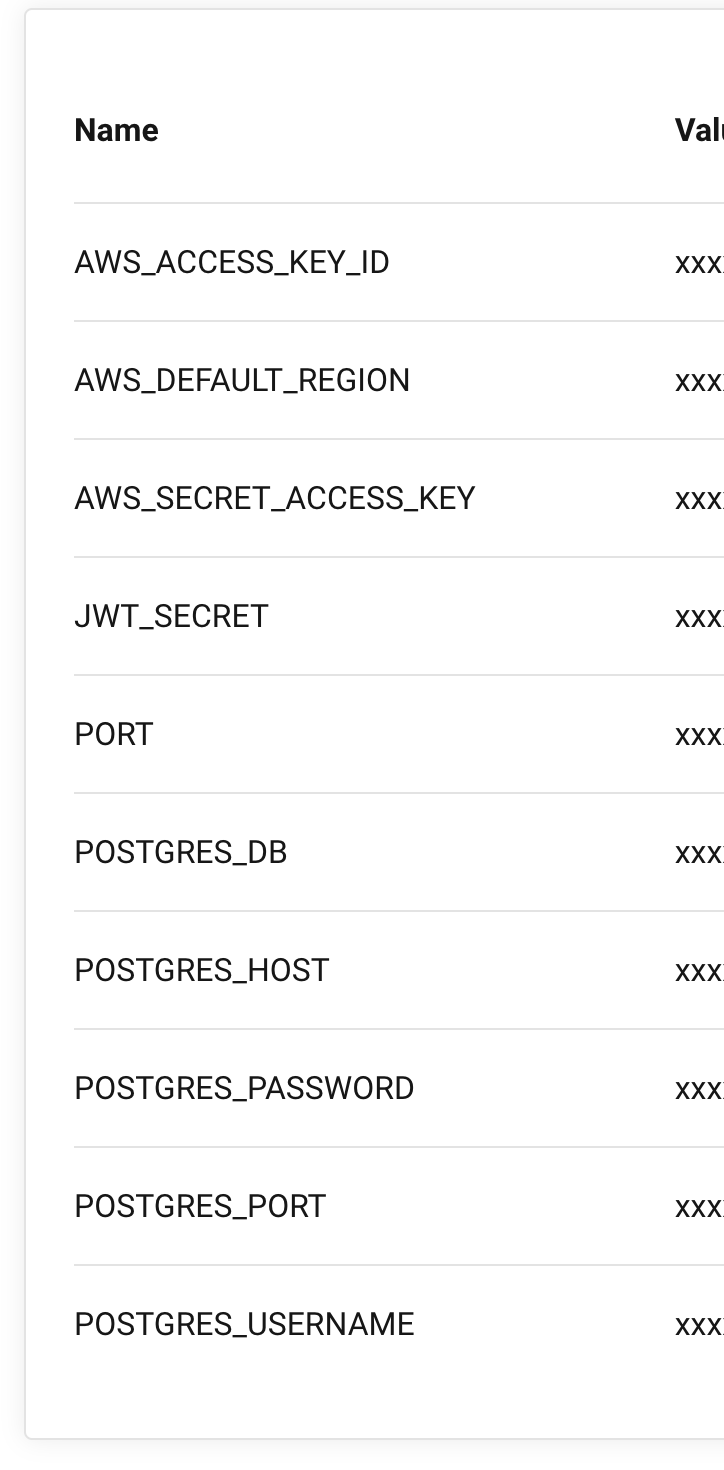 Name Valu
AWS_ACCESS_KEY_ID xxx
AWS_DEFAULT_REGION xxx
AWS_SECRET_ACCESS_KEY xxx
JWT_SECRET xxx
PORT xxx
POSTGRES_DB xxx
POSTGRES_HOST xxx
POSTGRES_PASSWORD xxx
POSTGRES_PORT xxx
POSTGRES_USERNAME xxx